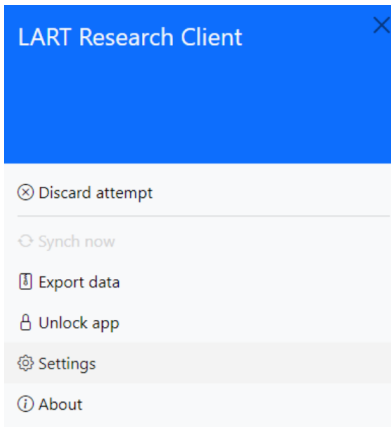 LART Research Client
Discard attempt
Synch now
Export data
Unlock app
Settings
About